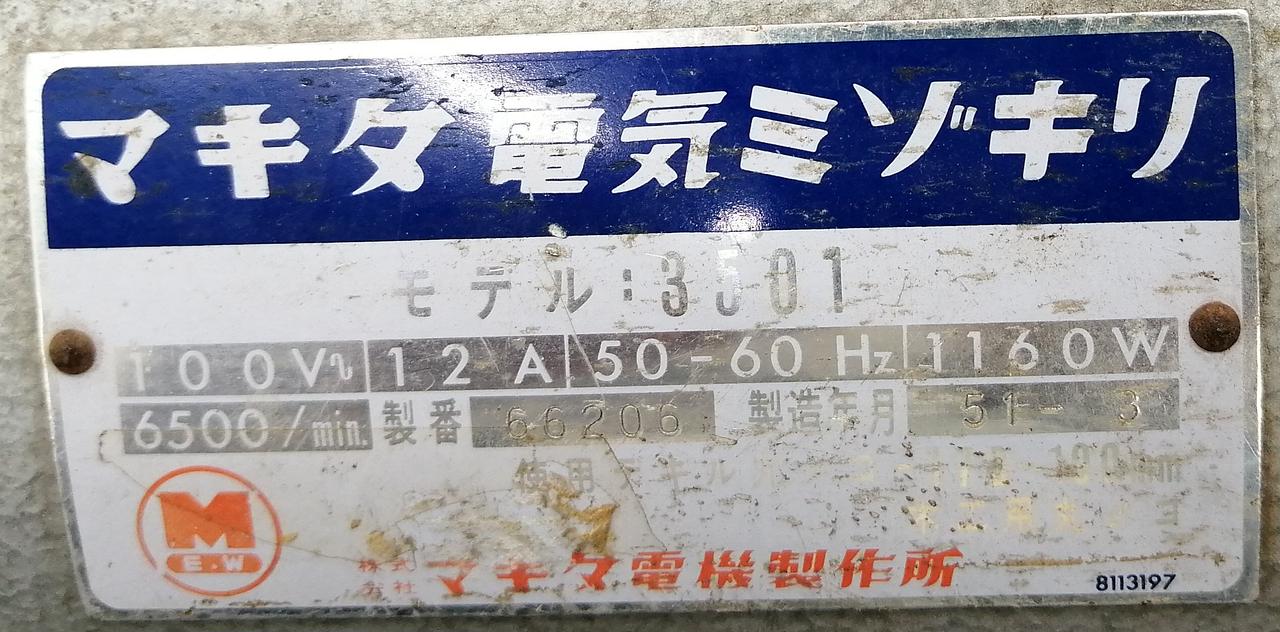 マキタ電気ミゾキリ
モデル:3501
100V~ 12A 50-60Hz 1160W
6500/min. 製番 66206 製造年月 51-3
使用
M
E・W
株式会社 マキタ電機製作所
8113197